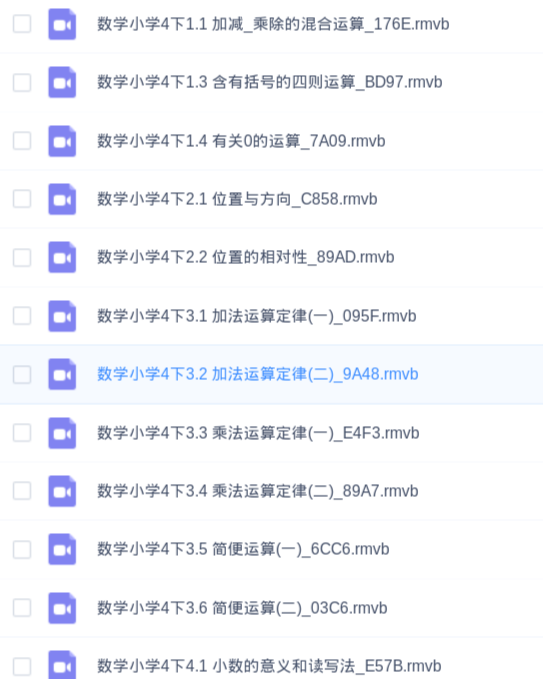 数学小学4下1.1 加减_乘除的混合运算_176E.rmvb
数学小学4下1.3 含有括号的四则运算_BD97.rmvb
数学小学4下1.4 有关0的运算_7A09.rmvb
数学小学4下2.1 位置与方向_C858.rmvb
数学小学4下2.2 位置的相对性_89AD.rmvb
数学小学4下3.1 加法运算定律(一)_095F.rmvb
数学小学4下3.2 加法运算定律(二)_9A48.rmvb
数学小学4下3.3 乘法运算定律(一)_E4F3.rmvb
数学小学4下3.4 乘法运算定律(二)_89A7.rmvb
数学小学4下3.5 简便运算(一)_6CC6.rmvb
数学小学4下3.6 简便运算(二)_03C6.rmvb
数学小学4下4.1 小数的意义和读写法_E57B.rmvb